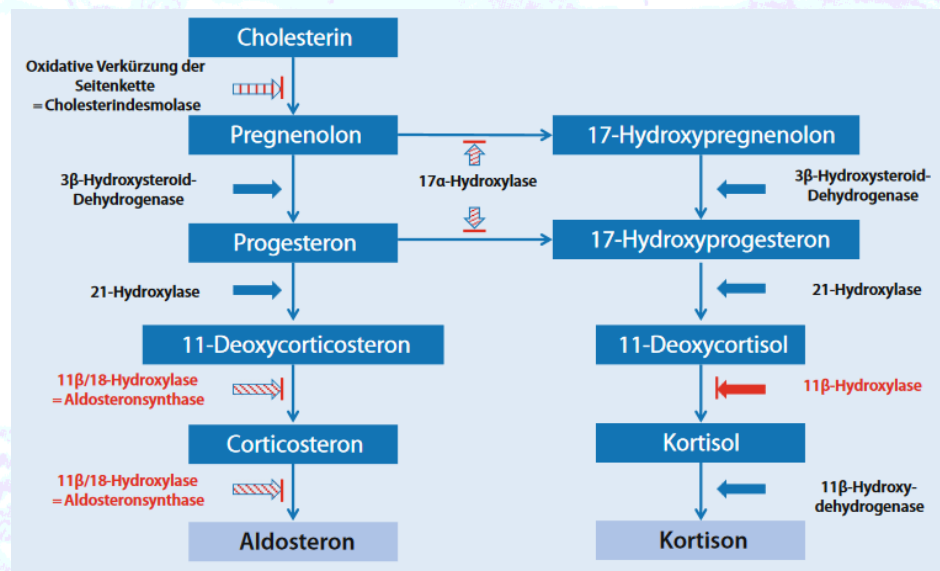 Cholesterin
Oxidative Verkürzung der
Seitenkette
= Cholesterindesmolase
Pregnenolon
17-Hydroxypregnenolon
3β-Hydroxysteroid-
Dehydrogenase
17α-Hydroxylase
3β-Hydroxysteroid-
Dehydrogenase
Progesteron
17-Hydroxyprogesteron
21-Hydroxylase
21-Hydroxylase
11-Deoxycorticosteron
11-Deoxycortisol
11β/18-Hydroxylase
= Aldosteronsynthase
11β-Hydroxylase
Corticosteron
Kortisol
11β/18-Hydroxylase
= Aldosteronsynthase
11β-Hydroxy-
dehydrogenase
Aldosteron
Kortison